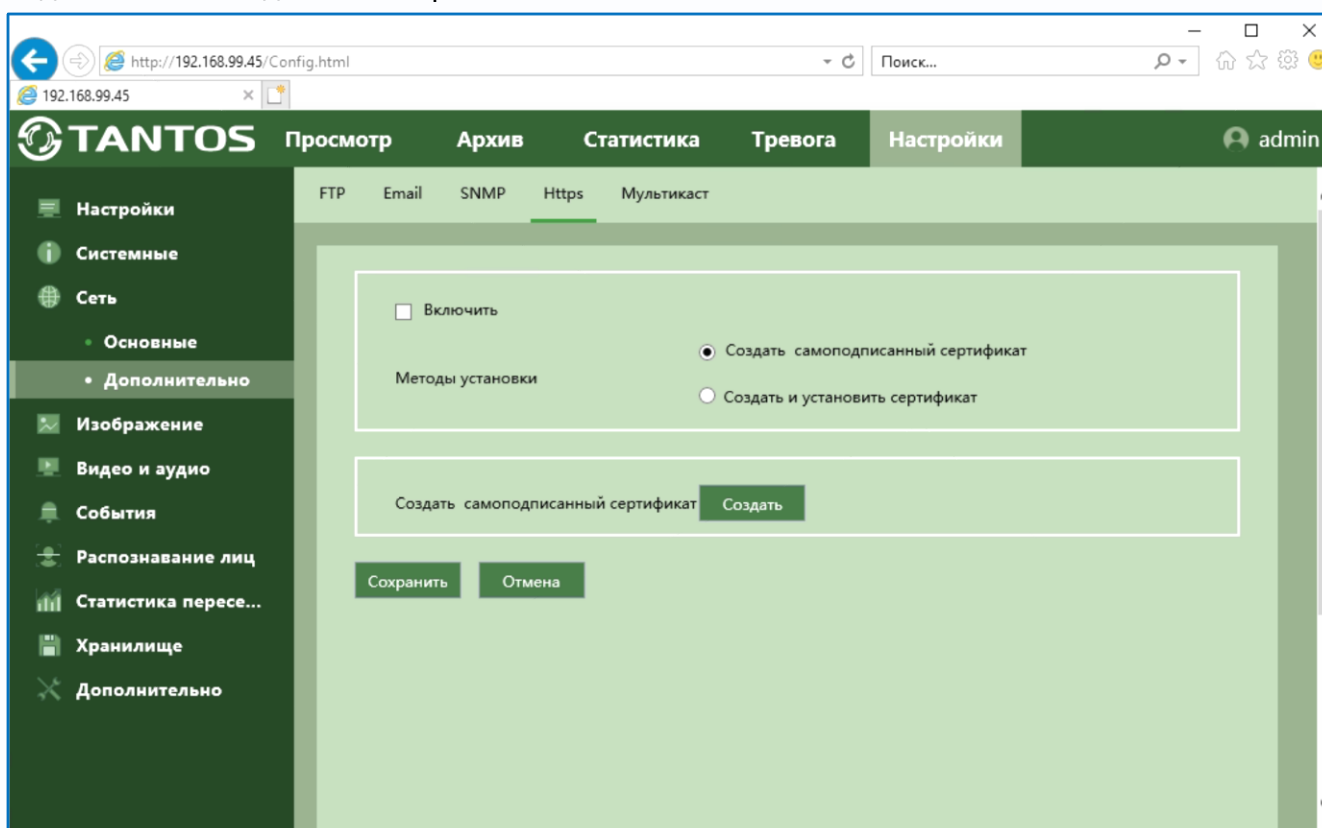 http://192.168.99.45/Config.html
Поиск...
192.168.99.45
TANTOS
Просмотр
Архив
Статистика
Тревога
Настройки
admin
FTP
Email
SNMP
Https
Мультикаст
Настройки
Системные
Сеть
Основные
Дополнительно
Изображение
Видео и аудио
События
Распознавание лиц
Статистика пересе...
Хранилище
Дополнительно
Включить
Методы установки
Создать самоподписанный сертификат
Создать и установить сертификат
Создать самоподписанный сертификат
Создать
Сохранить
Отмена